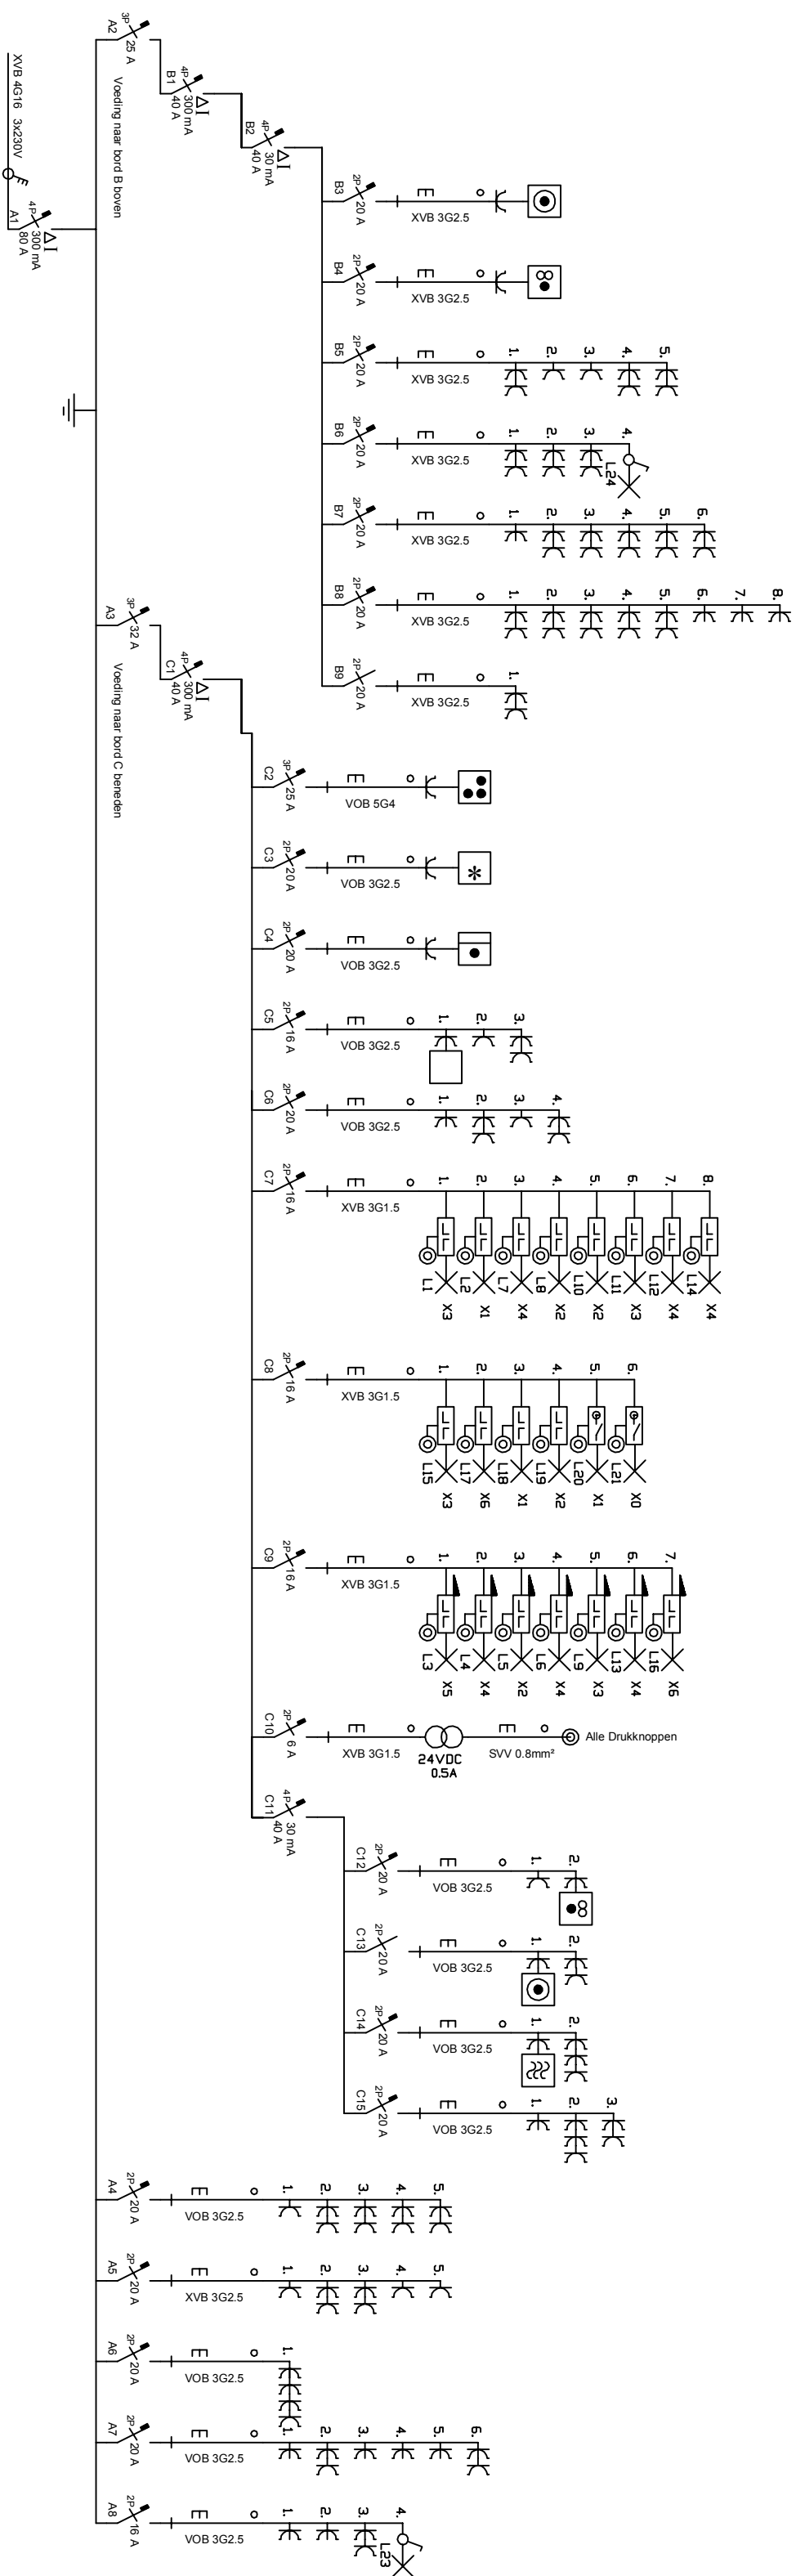 XVB 4G16 3x230V
A1
4P
300 mA
80 A
ΔI
A2
3P
25 A
Voeding naar bord B boven
B1
4P
300 mA
40 A
ΔI
B2
4P
30 mA
40 A
ΔI
B3
2P
20 A
XVB 3G2.5
B4
2P
20 A
XVB 3G2.5
B5
2P
20 A
XVB 3G2.5
1.
2.
3.
4.
5.
B6
2P
20 A
XVB 3G2.5
1.
2.
3.
4.
L24
B7
2P
20 A
XVB 3G2.5
1.
2.
3.
4.
5.
6.
B8
2P
20 A
XVB 3G2.5
1.
2.
3.
4.
5.
6.
7.
8.
B9
2P
20 A
XVB 3G2.5
1.
A3
3P
32 A
Voeding naar bord C beneden
C1
4P
300 mA
40 A
ΔI
C2
3P
25 A
VOB 5G4
C3
2P
20 A
VOB 3G2.5
C4
2P
20 A
VOB 3G2.5
C5
2P
16 A
VOB 3G2.5
1.
2.
3.
C6
2P
20 A
VOB 3G2.5
1.
2.
3.
4.
C7
2P
16 A
XVB 3G1.5
1.
L1
X3
2.
L2
X1
3.
L7
X4
4.
L8
X2
5.
L10
X2
6.
L11
X3
7.
L12
X4
8.
L14
X4
C8
2P
16 A
XVB 3G1.5
1.
L15
X3
2.
L17
X6
3.
L18
X1
4.
L19
X2
5.
L20
X1
6.
L21
X0
C9
2P
16 A
XVB 3G1.5
1.
L3
X5
2.
L4
X4
3.
L5
X2
4.
L6
X4
5.
L9
X3
6.
L13
X4
7.
L16
X6
C10
2P
6 A
XVB 3G1.5
24VDC
0.5A
SVV 0.8mm²
Alle Drukknoppen
C11
4P
30 mA
40 A
C12
2P
20 A
VOB 3G2.5
1.
2.
C13
2P
20 A
VOB 3G2.5
1.
2.
C14
2P
20 A
VOB 3G2.5
1.
2.
C15
2P
20 A
VOB 3G2.5
1.
2.
3.
A4
2P
20 A
VOB 3G2.5
1.
2.
3.
4.
5.
A5
2P
20 A
XVB 3G2.5
1.
2.
3.
4.
5.
A6
2P
20 A
VOB 3G2.5
1.
A7
2P
20 A
VOB 3G2.5
1.
2.
3.
4.
5.
6.
A8
2P
16 A
VOB 3G2.5
1.
2.
3.
4.
L23